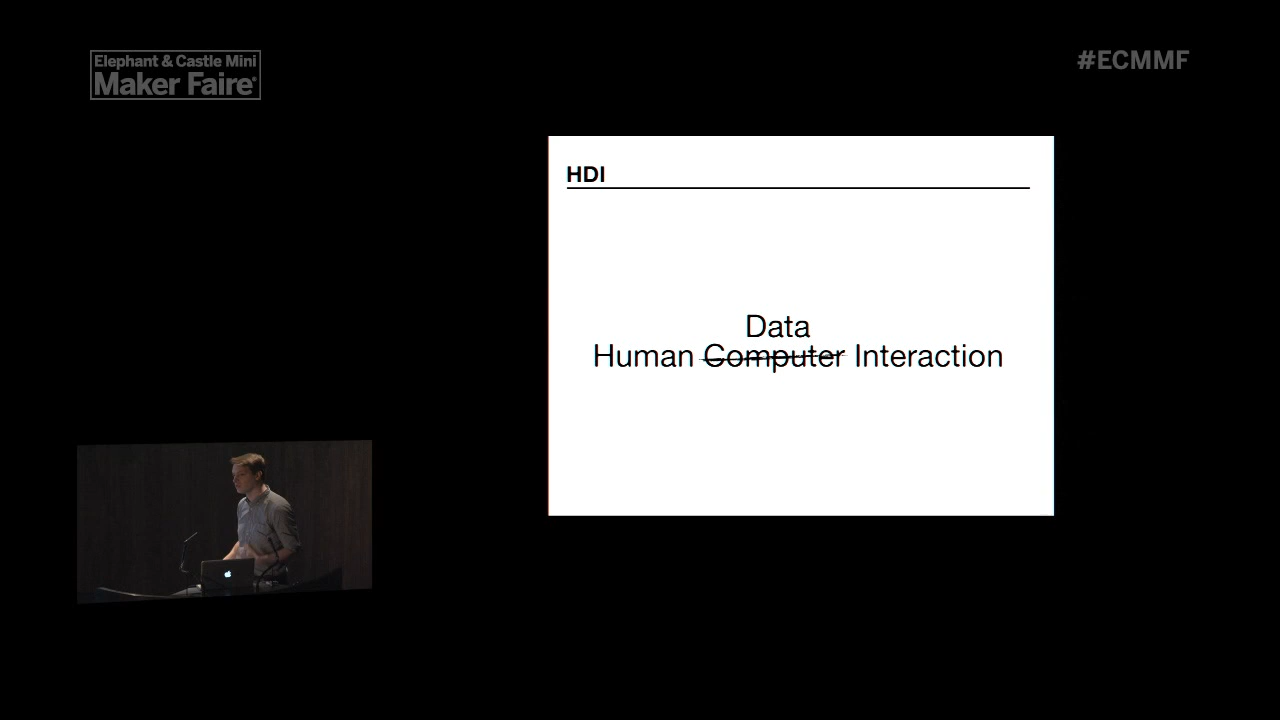 Elephant & Castle Mini
Maker Faire®
#ECMMF
HDI
Data
Human Computer Interaction